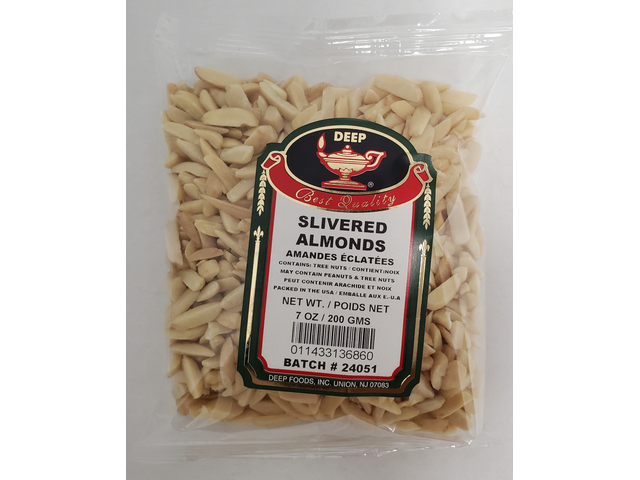 DEEP
®
Best Quality
SLIVERED
ALMONDS
AMANDES ÉCLATÉES
CONTAINS: TREE NUTS / CONTIENT:NOIX
MAY CONTAIN PEANUTS & TREE NUTS
PEUT CONTENIR ARACHIDE ET NOIX
PACKED IN THE USA / EMBALLE AUX E.-U.A
NET WT. / POIDS NET
7 OZ / 200 GMS
011433136860
BATCH # 24051
DEEP FOODS, INC. UNION, NJ 07083